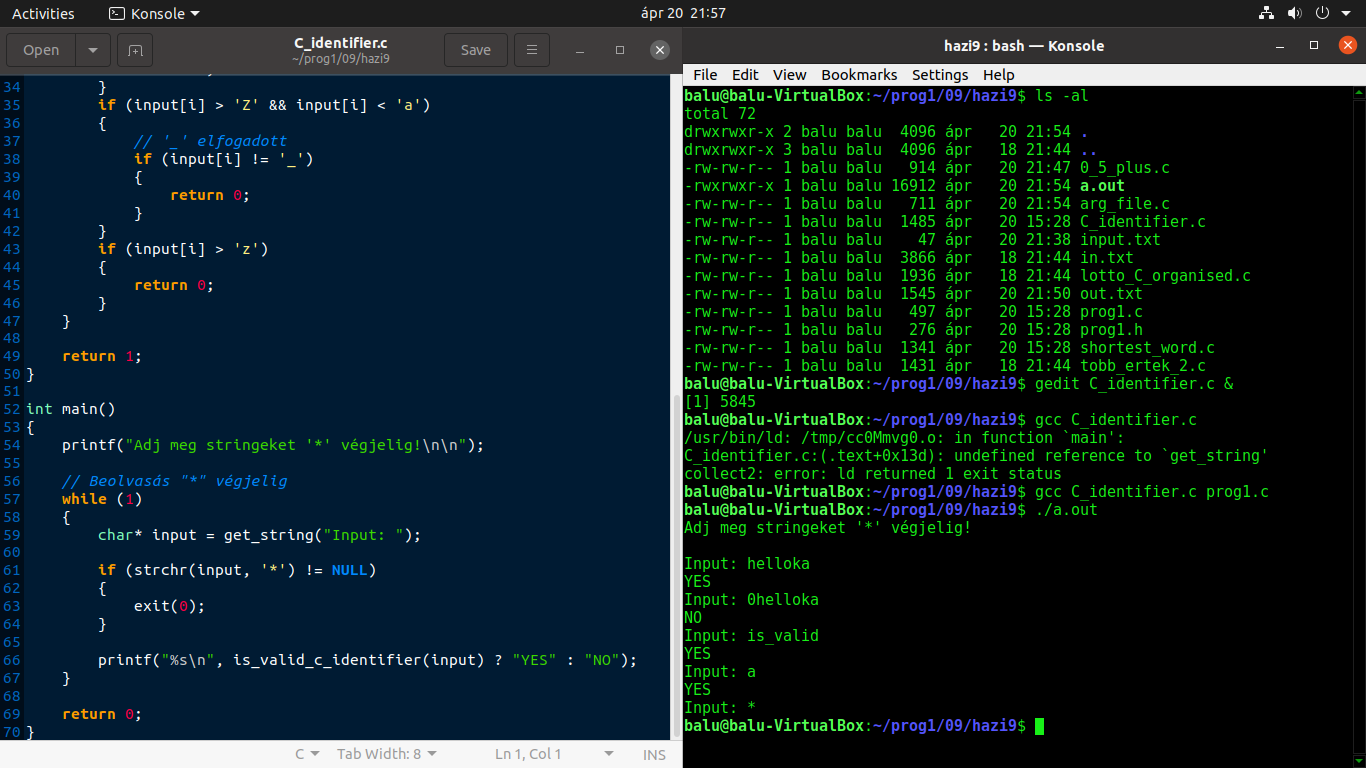 Activities Konsole ápr 20 21:57
Open C_identifier.c Save
~/prog1/09/hazi9
34 }
35 if (input[i] > 'Z' && input[i] < 'a')
36 {
37 // '_' elfogadott
38 if (input[i] != '_')
39 {
40 return 0;
41 }
42 }
43 if (input[i] > 'z')
44 {
45 return 0;
46 }
47 }
48
49 return 1;
50 }
51
52 int main()
53 {
54 printf("Adj meg stringeket '*' végjelig!\n\n");
55
56 // Beolvasás "*" végjelig
57 while (1)
58 {
59 char* input = get_string("Input: ");
60
61 if (strchr(input, '*') != NULL)
62 {
63 exit(0);
64 }
65
66 printf("%s\n", is_valid_c_identifier(input) ? "YES" : "NO");
67 }
68
69 return 0;
70 }
C Tab Width: 8 Ln 1, Col 1 INS
hazi9 : bash — Konsole
File Edit View Bookmarks Settings Help
balu@balu-VirtualBox:~/prog1/09/hazi9$ ls -al
total 72
drwxrwxr-x 2 balu balu 4096 ápr 20 21:54 .
drwxrwxr-x 3 balu balu 4096 ápr 18 21:44 ..
-rw-rw-r-- 1 balu balu 914 ápr 20 21:47 0_5_plus.c
-rwxrwxr-x 1 balu balu 16912 ápr 20 21:54 a.out
-rw-rw-r-- 1 balu balu 711 ápr 20 21:54 arg_file.c
-rw-rw-r-- 1 balu balu 1485 ápr 20 15:28 C_identifier.c
-rw-rw-r-- 1 balu balu 47 ápr 20 21:38 input.txt
-rw-rw-r-- 1 balu balu 3866 ápr 18 21:44 in.txt
-rw-rw-r-- 1 balu balu 1936 ápr 18 21:44 lotto_C_organised.c
-rw-rw-r-- 1 balu balu 1545 ápr 20 21:50 out.txt
-rw-rw-r-- 1 balu balu 497 ápr 20 15:28 prog1.c
-rw-rw-r-- 1 balu balu 276 ápr 20 15:28 prog1.h
-rw-rw-r-- 1 balu balu 1341 ápr 20 15:28 shortest_word.c
-rw-rw-r-- 1 balu balu 1431 ápr 18 21:44 tobb_ertek_2.c
balu@balu-VirtualBox:~/prog1/09/hazi9$ gedit C_identifier.c &
[1] 5845
balu@balu-VirtualBox:~/prog1/09/hazi9$ gcc C_identifier.c
/usr/bin/ld: /tmp/cc0Mmvg0.o: in function `main':
C_identifier.c:(.text+0x13d): undefined reference to `get_string'
collect2: error: ld returned 1 exit status
balu@balu-VirtualBox:~/prog1/09/hazi9$ gcc C_identifier.c prog1.c
balu@balu-VirtualBox:~/prog1/09/hazi9$ ./a.out
Adj meg stringeket '*' végjelig!

Input: helloka
YES
Input: 0helloka
NO
Input: is_valid
YES
Input: a
YES
Input: *
balu@balu-VirtualBox:~/prog1/09/hazi9$